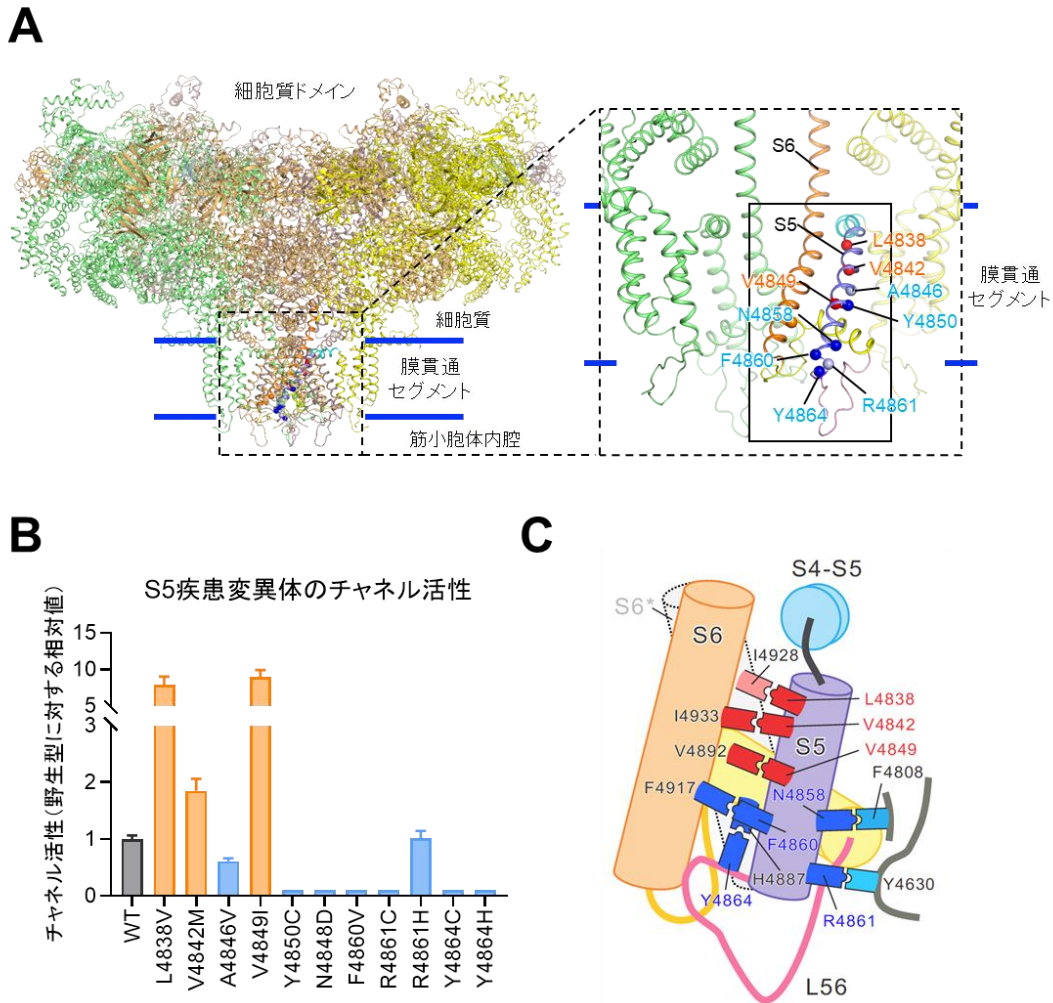 A
細胞質ドメイン
細胞質
膜貫通
セグメント
筋小胞体内腔
S6
S5
L4838
V4842
V4849
A4846
Y4850
N4858
F4860
R4861
Y4864
膜貫通
セグメント
B
S5疾患変異体のチャネル活性
チャネル活性(野生型に対する相対値)
15
10
5
3
2
1
0
WT
L4838V
V4842M
A4846V
V4849I
Y4850C
N4848D
F4860V
R4861C
R4861H
Y4864C
Y4864H
C
S4-S5
S6*
S6
I4928
L4838
I4933
V4842
S5
V4892
V4849
F4917
F4808
N4858
F4860
H4887
Y4630
Y4864
R4861
L56